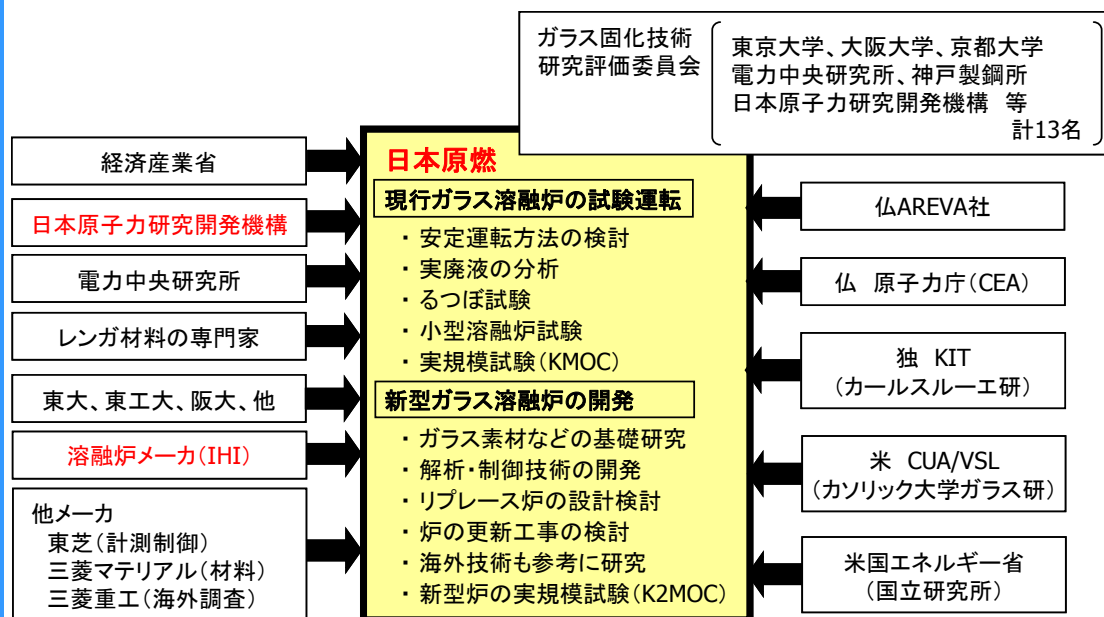 ガラス固化技術
研究評価委員会
東京大学、大阪大学、京都大学
電力中央研究所、神戸製鋼所
日本原子力研究開発機構 等
計13名
経済産業省
日本原子力研究開発機構
電力中央研究所
レンガ材料の専門家
東大、東工大、阪大、他
溶融炉メーカ(IHI)
他メーカ
東芝(計測制御)
三菱マテリアル(材料)
三菱重工(海外調査)
日本原燃
現行ガラス溶融炉の試験運転
・ 安定運転方法の検討
・ 実廃液の分析
・ るつぼ試験
・ 小型溶融炉試験
・ 実規模試験(KMOC)
新型ガラス溶融炉の開発
・ ガラス素材などの基礎研究
・ 解析・制御技術の開発
・ リプレース炉の設計検討
・ 炉の更新工事の検討
・ 海外技術も参考に研究
・ 新型炉の実規模試験(K2MOC)
仏AREVA社
仏 原子力庁(CEA)
独 KIT
(カールスルーエ研)
米 CUA/VSL
(カソリック大学ガラス研)
米国エネルギー省
(国立研究所)